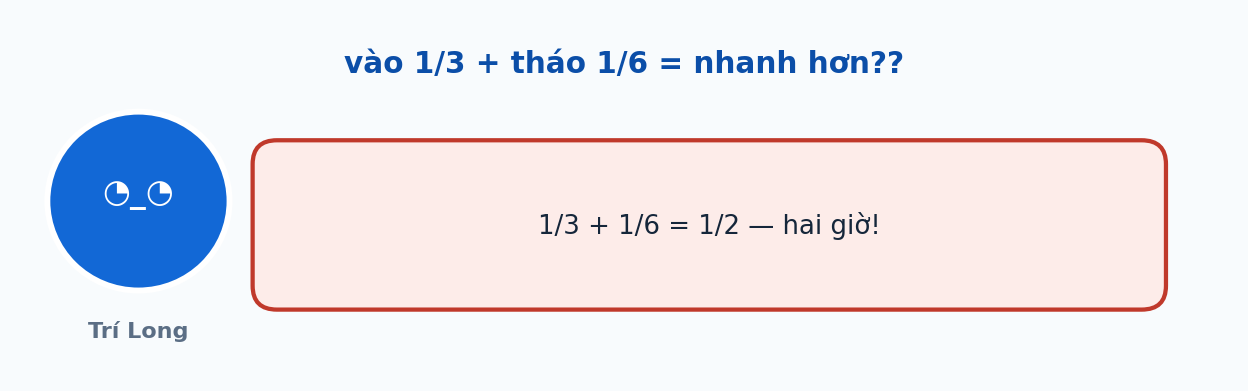 vào 1/3 + tháo 1/6 = nhanh hơn??
◔_◔
1/3 + 1/6 = 1/2 — hai giờ!
Trí Long